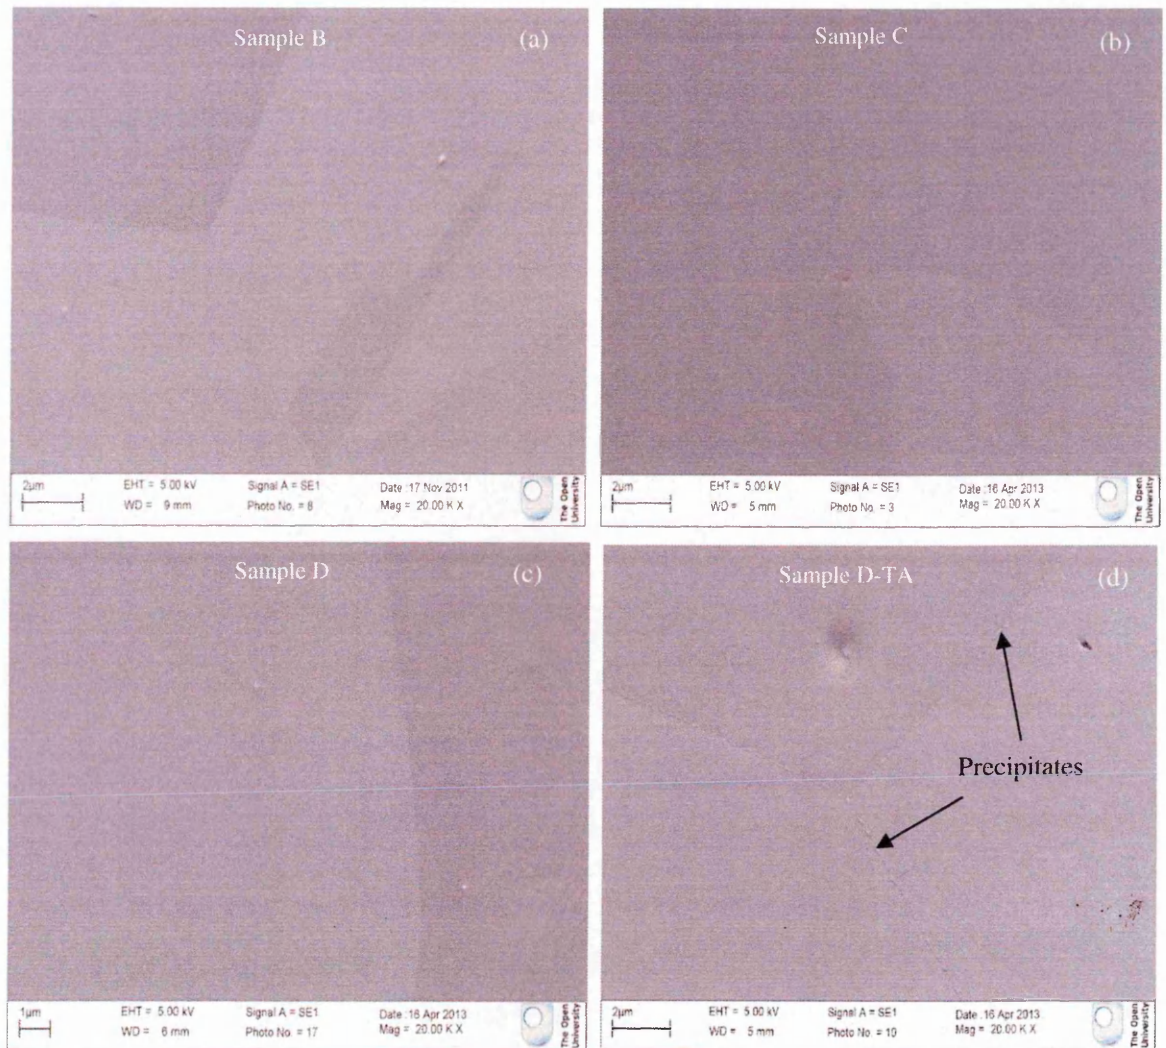 Sample B (a)
2µm EHT = 5.00 kV Signal A = SE1 Date :17 Nov 2011
WD = 9 mm Photo No. = 8 Mag = 20.00 K X
The Open
University
Sample C (b)
2µm EHT = 5.00 kV Signal A = SE1 Date :16 Apr 2013
WD = 5 mm Photo No. = 3 Mag = 20.00 K X
The Open
University
Sample D (c)
1µm EHT = 5.00 kV Signal A = SE1 Date :16 Apr 2013
WD = 6 mm Photo No. = 17 Mag = 20.00 K X
The Open
University
Sample D-TA (d)
Precipitates
2µm EHT = 5.00 kV Signal A = SE1 Date :16 Apr 2013
WD = 5 mm Photo No. = 10 Mag = 20.00 K X
The Open
University